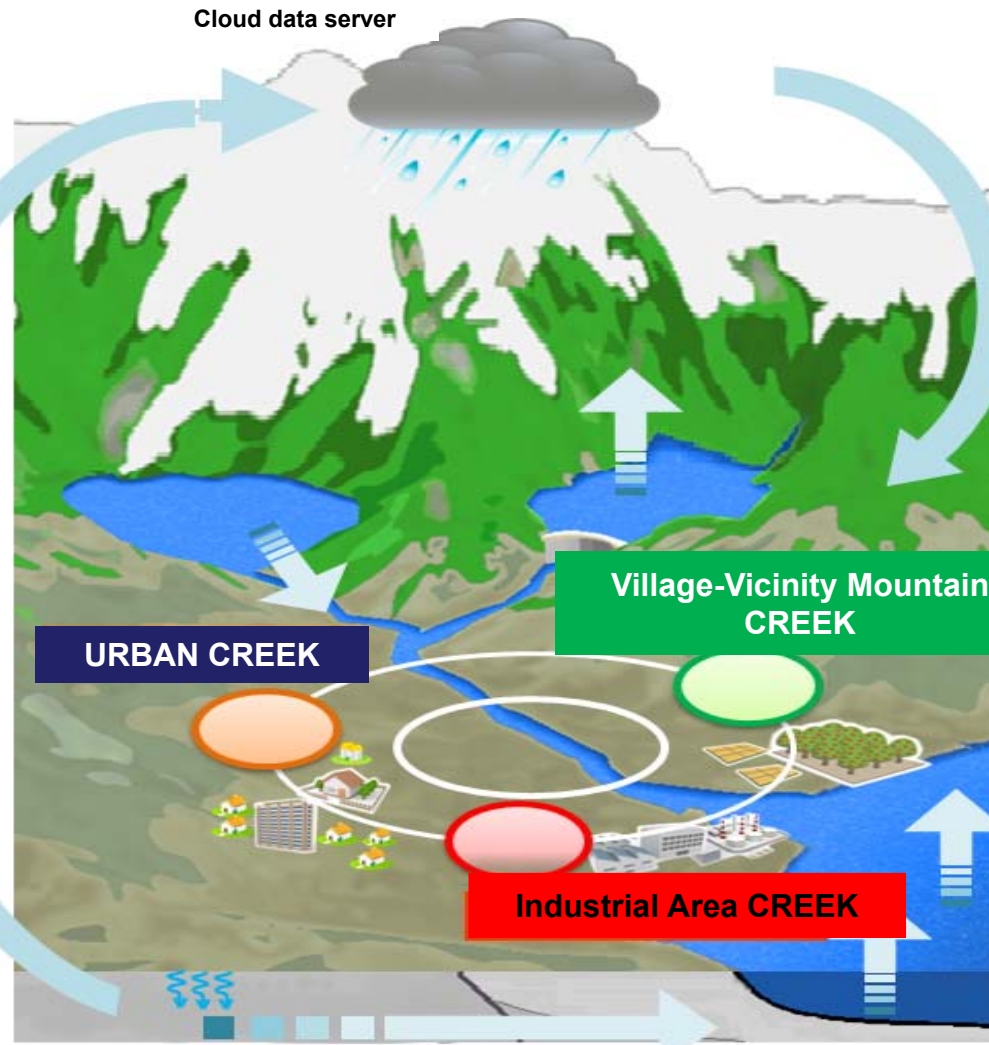 Cloud data server
Village-Vicinity Mountain
CREEK
URBAN CREEK
Industrial Area CREEK